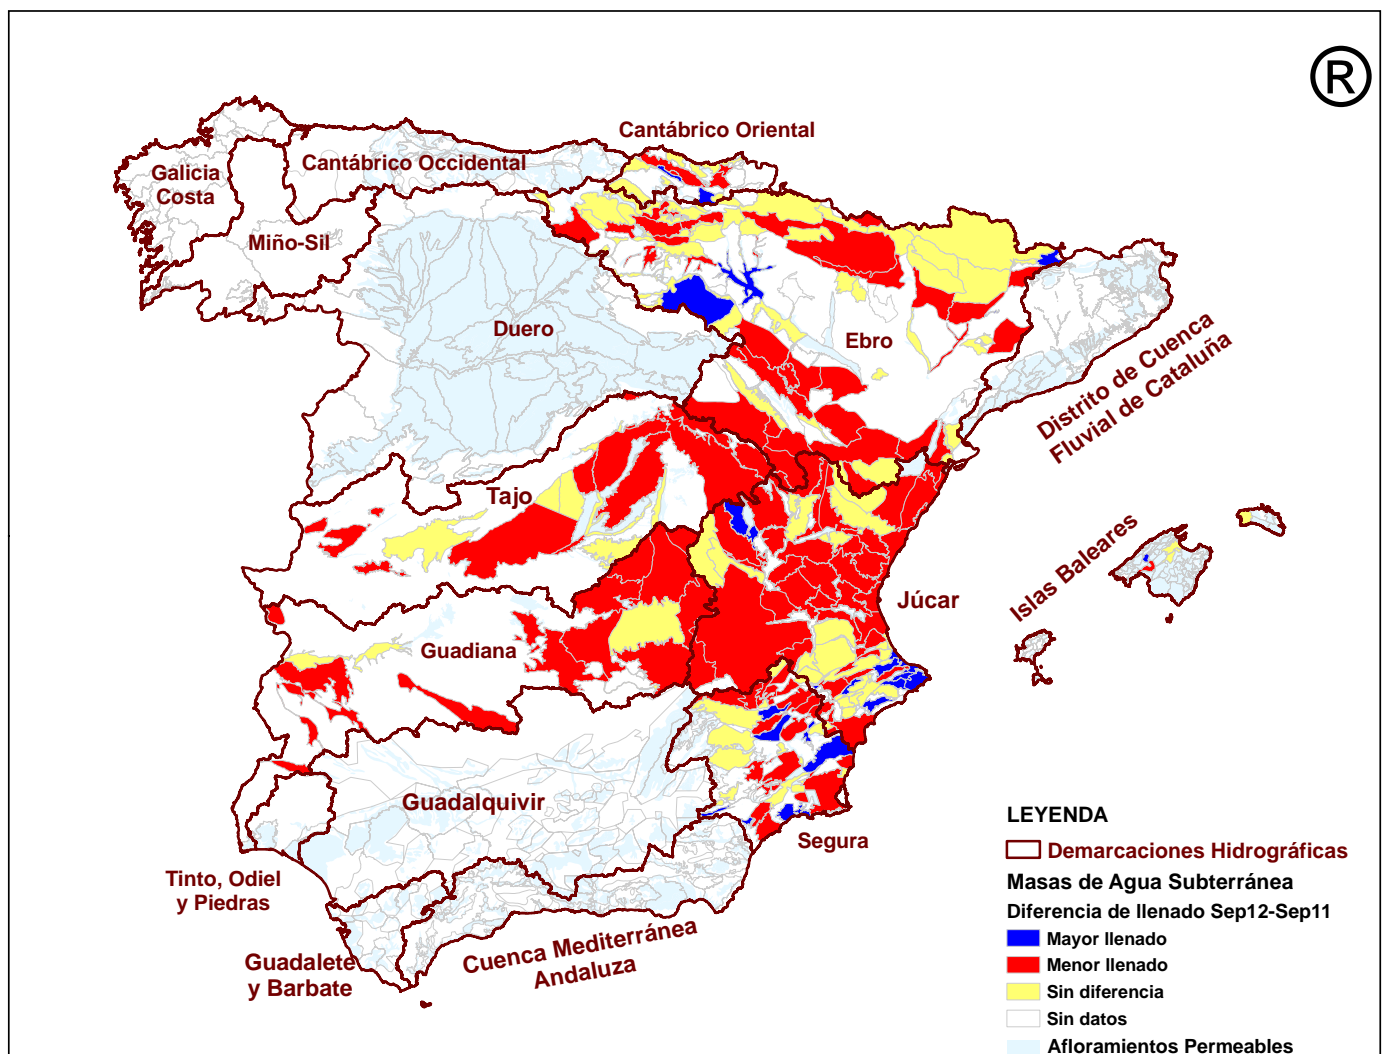 ®
Cantábrico Oriental
Cantábrico Occidental
Galicia
Costa
Miño-Sil
Duero
Ebro
Distrito de Cuenca
Fluvial de Cataluña
Tajo
Islas Baleares
Júcar
Guadiana
Guadalquivir
Segura
Tinto, Odiel
y Piedras
Guadalete
y Barbate
Cuenca Mediterránea
Andaluza
LEYENDA
Demarcaciones Hidrográficas
Masas de Agua Subterránea
Diferencia de llenado Sep12-Sep11
Mayor llenado
Menor llenado
Sin diferencia
Sin datos
Afloramientos Permeables